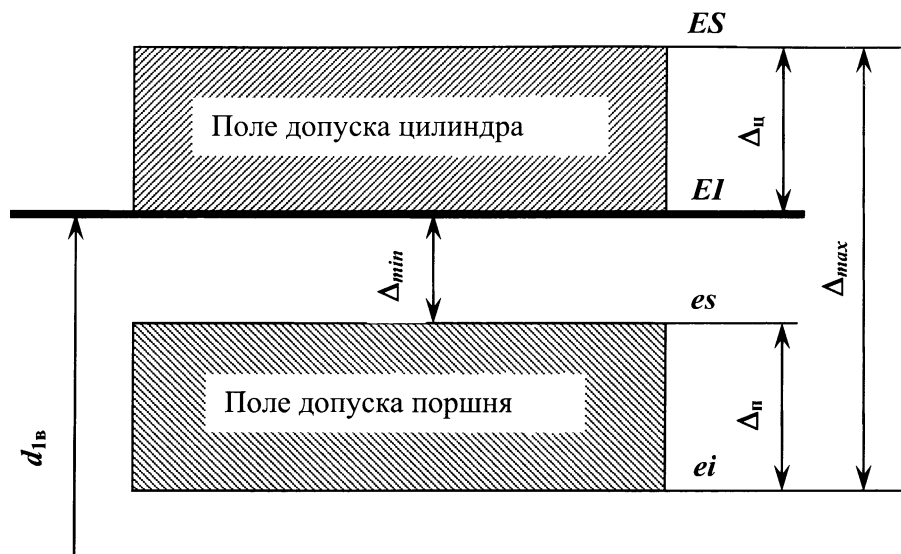 ES
Поле допуска цилиндра
Δц
EI
Δmin
Δmax
es
Поле допуска поршня
Δп
d1в
ei